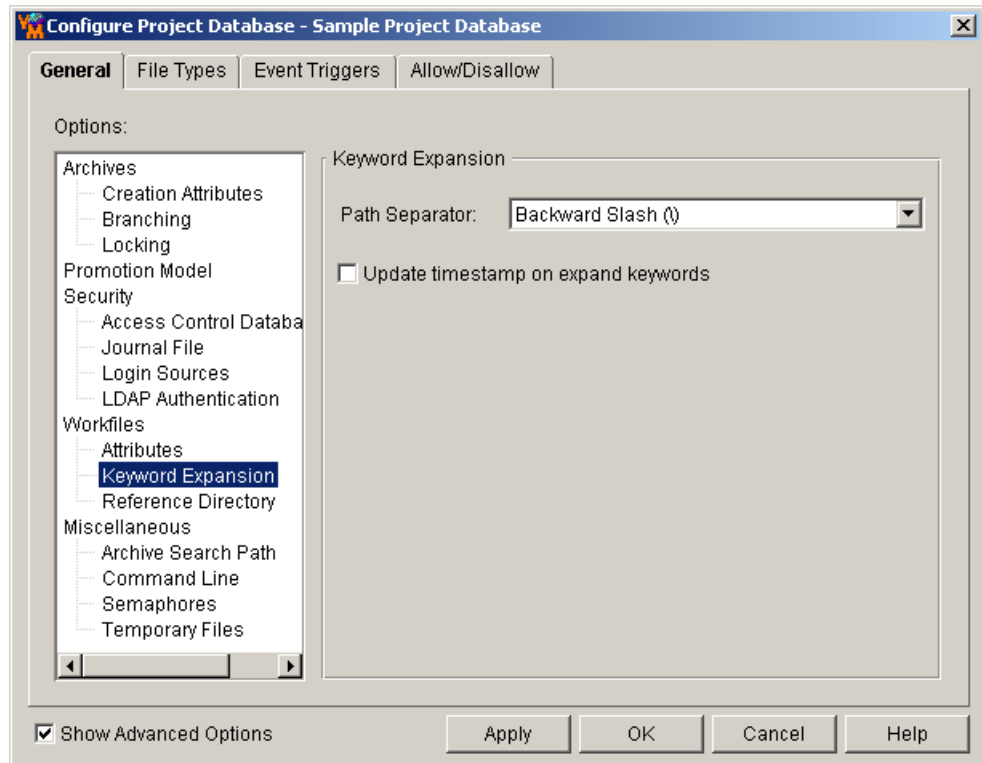 VM Configure Project Database - Sample Project Database
General File Types Event Triggers Allow/Disallow
Options:
Archives
Creation Attributes
Branching
Locking
Promotion Model
Security
Access Control Databa
Journal File
Login Sources
LDAP Authentication
Workfiles
Attributes
Keyword Expansion
Reference Directory
Miscellaneous
Archive Search Path
Command Line
Semaphores
Temporary Files
Keyword Expansion
Path Separator: Backward Slash (\)
Update timestamp on expand keywords
Show Advanced Options Apply OK Cancel Help